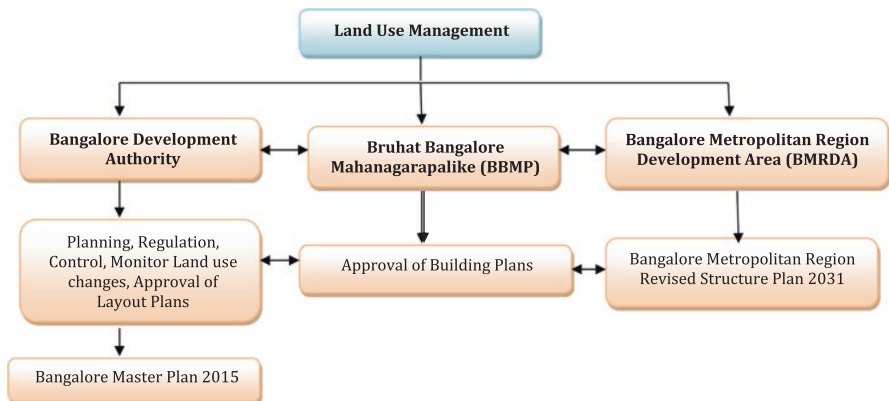 Land Use Management
Bangalore Development
Authority
Bruhat Bangalore
Mahanagarapalike (BBMP)
Bangalore Metropolitan Region
Development Area (BMRDA)
Planning, Regulation,
Control, Monitor Land use
changes, Approval of
Layout Plans
Approval of Building Plans
Bangalore Metropolitan Region
Revised Structure Plan 2031
Bangalore Master Plan 2015